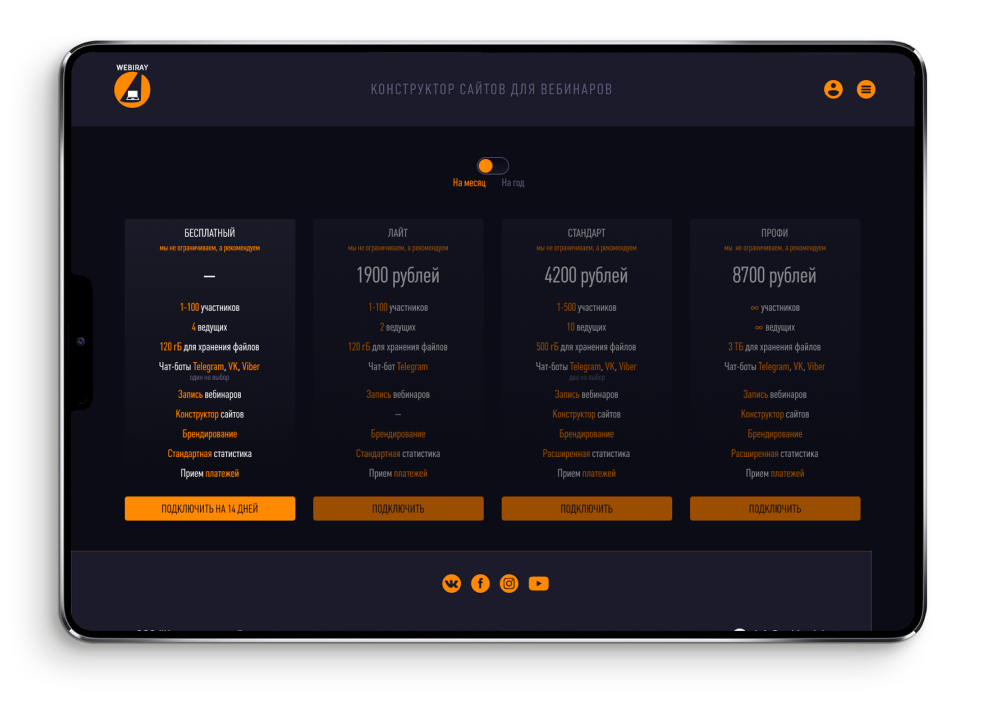 WEBIRAY
КОНСТРУКТОР САЙТОВ ДЛЯ ВЕБИНАРОВ
На месяц На год
БЕСПЛАТНЫЙ
мы не ограничиваем, а рекомендуем
—
1-100 участников
4 ведущих
120 гБ для хранения файлов
Чат-боты Telegram, VK, Viber
один на выбор
Запись вебинаров
Конструктор сайтов
Брендирование
Стандартная статистика
Прием платежей
ПОДКЛЮЧИТЬ НА 14 ДНЕЙ
ЛАЙТ
мы не ограничиваем, а рекомендуем
1900 рублей
1-100 участников
2 ведущих
120 гБ для хранения файлов
Чат-бот Telegram
Запись вебинаров
—
Брендирование
Стандартная статистика
Прием платежей
ПОДКЛЮЧИТЬ
СТАНДАРТ
мы не ограничиваем, а рекомендуем
4200 рублей
1-500 участников
10 ведущих
500 гБ для хранения файлов
Чат-боты Telegram, VK, Viber
два на выбор
Запись вебинаров
Конструктор сайтов
Брендирование
Расширенная статистика
Прием платежей
ПОДКЛЮЧИТЬ
ПРОФИ
мы не ограничиваем, а рекомендуем
8700 рублей
∞ участников
∞ ведущих
3 ТБ для хранения файлов
Чат-боты Telegram, VK, Viber
Запись вебинаров
Конструктор сайтов
Брендирование
Расширенная статистика
Прием платежей
ПОДКЛЮЧИТЬ